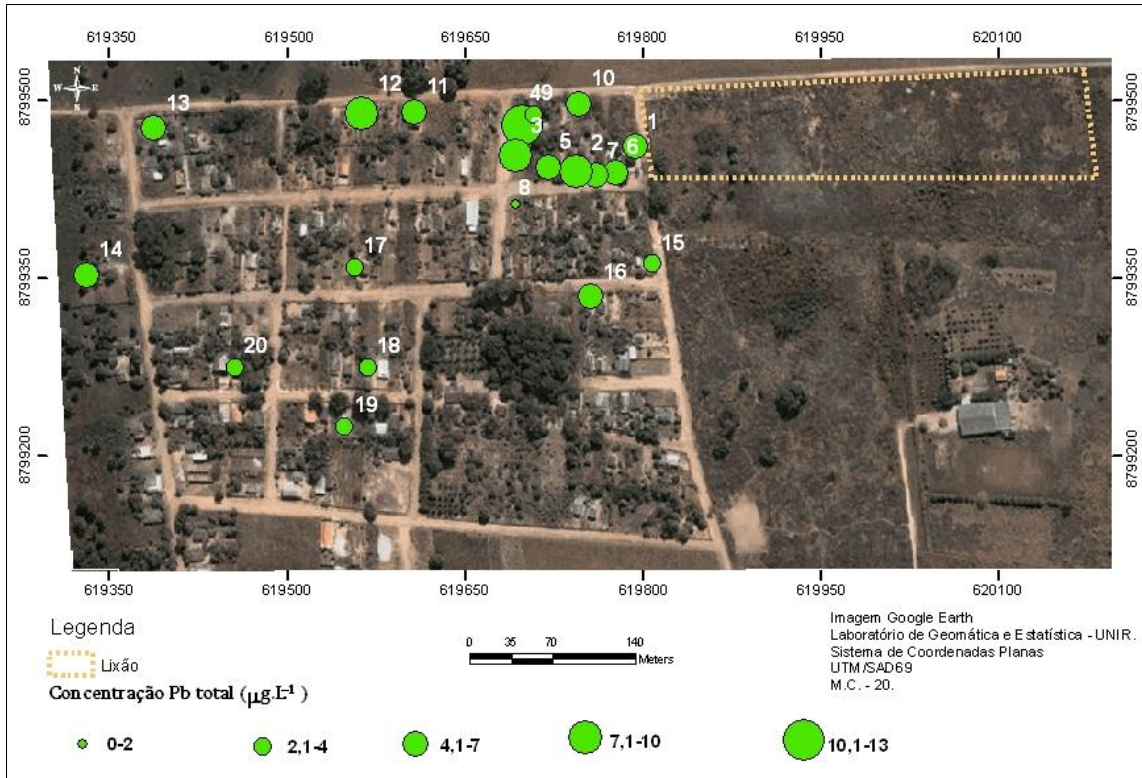 619350 619500 619650 619800 619950 620100
8799500 8799500
N
W E
S
10
12 11
13 49
3 1
5 2 7 6
8
14 17 15
16
8799350 8799350
20 18
19
8799200 8799200
619350 619500 619650 619800 619950 620100
Legenda
Lixão
Concentração Pb total (µg.L⁻¹)
0 35 70 140
Meters
Imagem Google Earth
Laboratório de Geomática e Estatística - UNIR.
Sistema de Coordenadas Planas
UTM/SAD69
M.C. - 20.
0-2 2,1-4 4,1-7 7,1-10 10,1-13